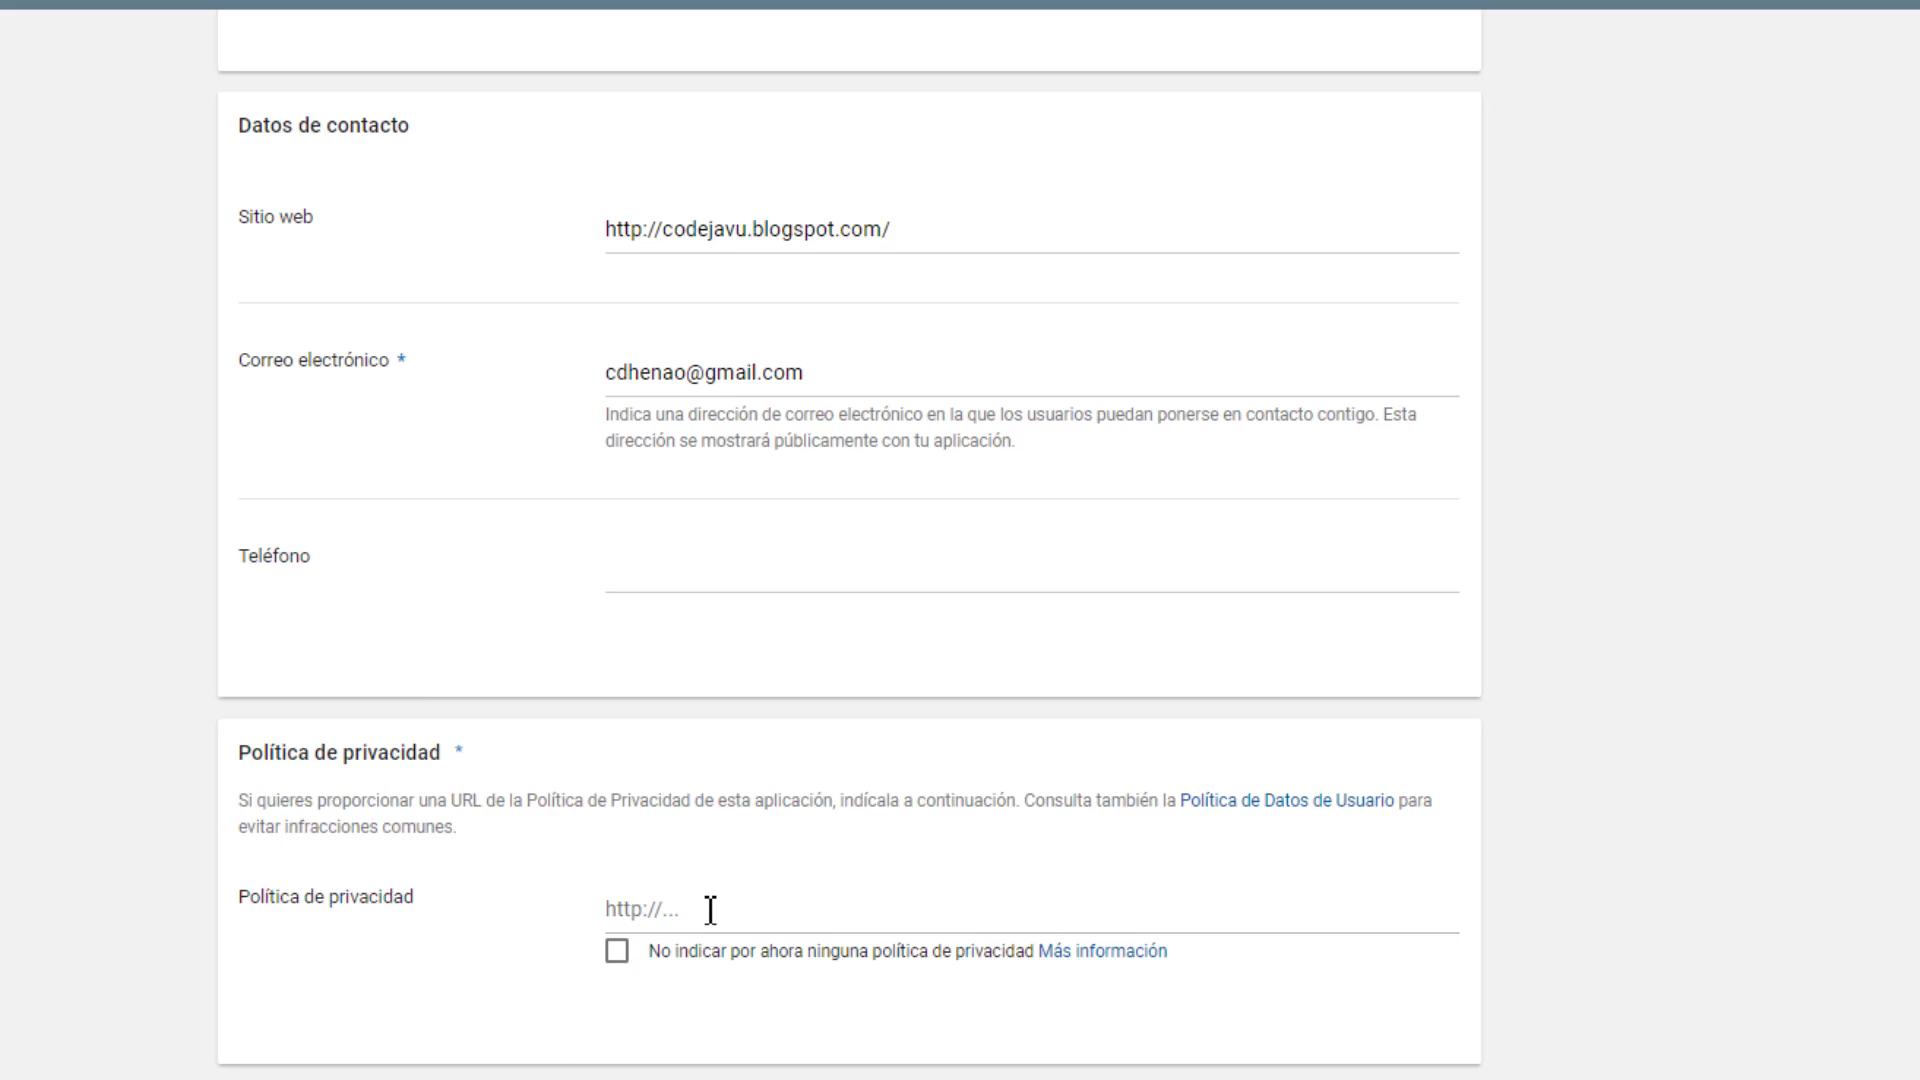 Datos de contacto
Sitio web
http://codejavu.blogspot.com/
Correo electrónico *
cdhenao@gmail.com
Indica una dirección de correo electrónico en la que los usuarios puedan ponerse en contacto contigo. Esta
dirección se mostrará públicamente con tu aplicación.
Teléfono
Política de privacidad *
Si quieres proporcionar una URL de la Política de Privacidad de esta aplicación, indícala a continuación. Consulta también la Política de Datos de Usuario para
evitar infracciones comunes.
Política de privacidad
http://...
No indicar por ahora ninguna política de privacidad Más información